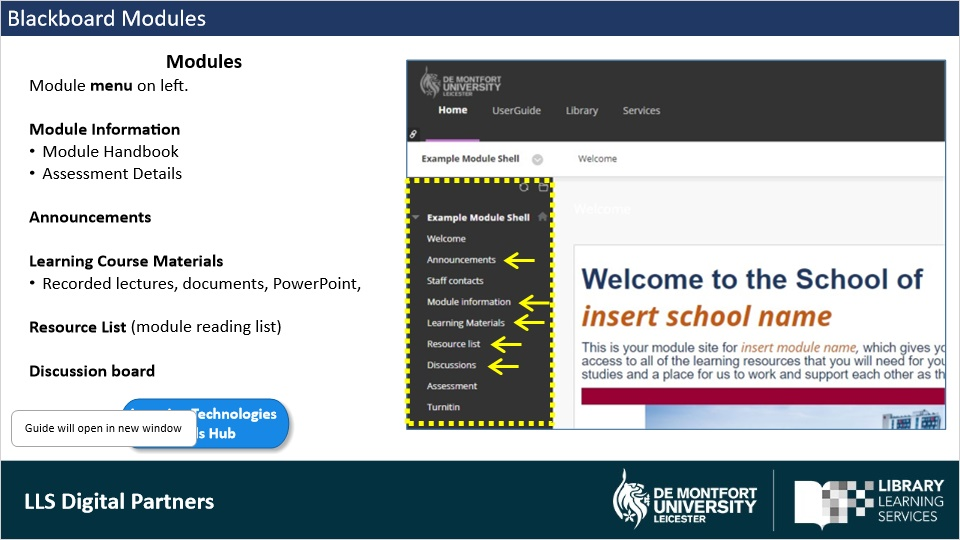 Blackboard Modules
Modules
Module menu on left.
Module Information
• Module Handbook
• Assessment Details
Announcements
Learning Course Materials
• Recorded lectures, documents, PowerPoint,
Resource List (module reading list)
Discussion board
Technologies
Hub
Guide will open in new window
DE MONTFORT
UNIVERSITY
LEICESTER
Home UserGuide Library Services
Example Module Shell Welcome
Welcome
Example Module Shell
Welcome
Announcements
Staff contacts
Module information
Learning Materials
Resource list
Discussions
Assessment
Turnitin
Welcome to the School of
insert school name
This is your module site for insert module name, which gives yo
access to all of the learning resources that you will need for you
studies and a place for us to work and support each other as th
LLS Digital Partners
DE MONTFORT
UNIVERSITY
LEICESTER
LIBRARY
LEARNING
SERVICES